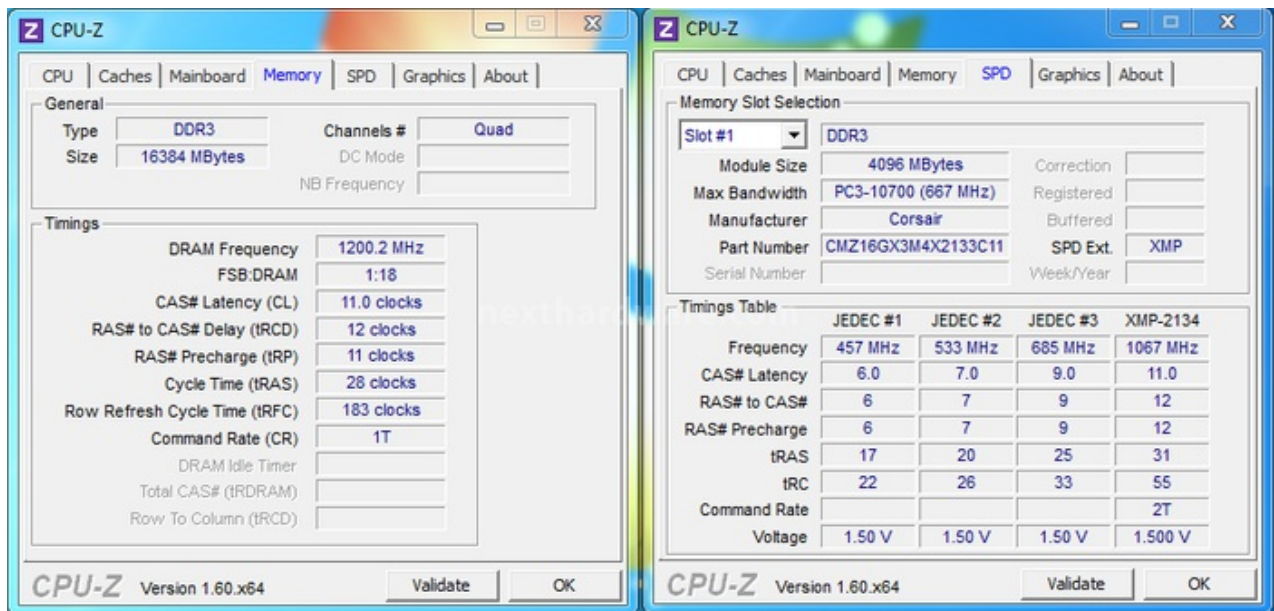 CPU-Z
CPU Caches Mainboard Memory SPD Graphics About
General
Type DDR3 Channels # Quad
Size 16384 MBytes DC Mode
NB Frequency
Timings
DRAM Frequency 1200.2 MHz
FSB:DRAM 1:18
CAS# Latency (CL) 11.0 clocks
RAS# to CAS# Delay (tRCD) 12 clocks
RAS# Precharge (tRP) 11 clocks
Cycle Time (tRAS) 28 clocks
Row Refresh Cycle Time (tRFC) 183 clocks
Command Rate (CR) 1T
DRAM Idle Timer
Total CAS# (tRDRAM)
Row To Column (tRCD)
CPU-Z Version 1.60.x64 Validate OK
CPU-Z
CPU Caches Mainboard Memory SPD Graphics About
Memory Slot Selection
Slot #1 DDR3
Module Size 4096 MBytes Correction
Max Bandwidth PC3-10700 (667 MHz) Registered
Manufacturer Corsair Buffered
Part Number CMZ16GX3M4X2133C11 SPD Ext. XMP
Serial Number Week/Year
Timings Table
JEDEC #1 JEDEC #2 JEDEC #3 XMP-2134
Frequency 457 MHz 533 MHz 685 MHz 1067 MHz
CAS# Latency 6.0 7.0 9.0 11.0
RAS# to CAS# 6 7 9 12
RAS# Precharge 6 7 9 12
tRAS 17 20 25 31
tRC 22 26 33 55
Command Rate 2T
Voltage 1.50 V 1.50 V 1.50 V 1.500 V
CPU-Z Version 1.60.x64 Validate OK